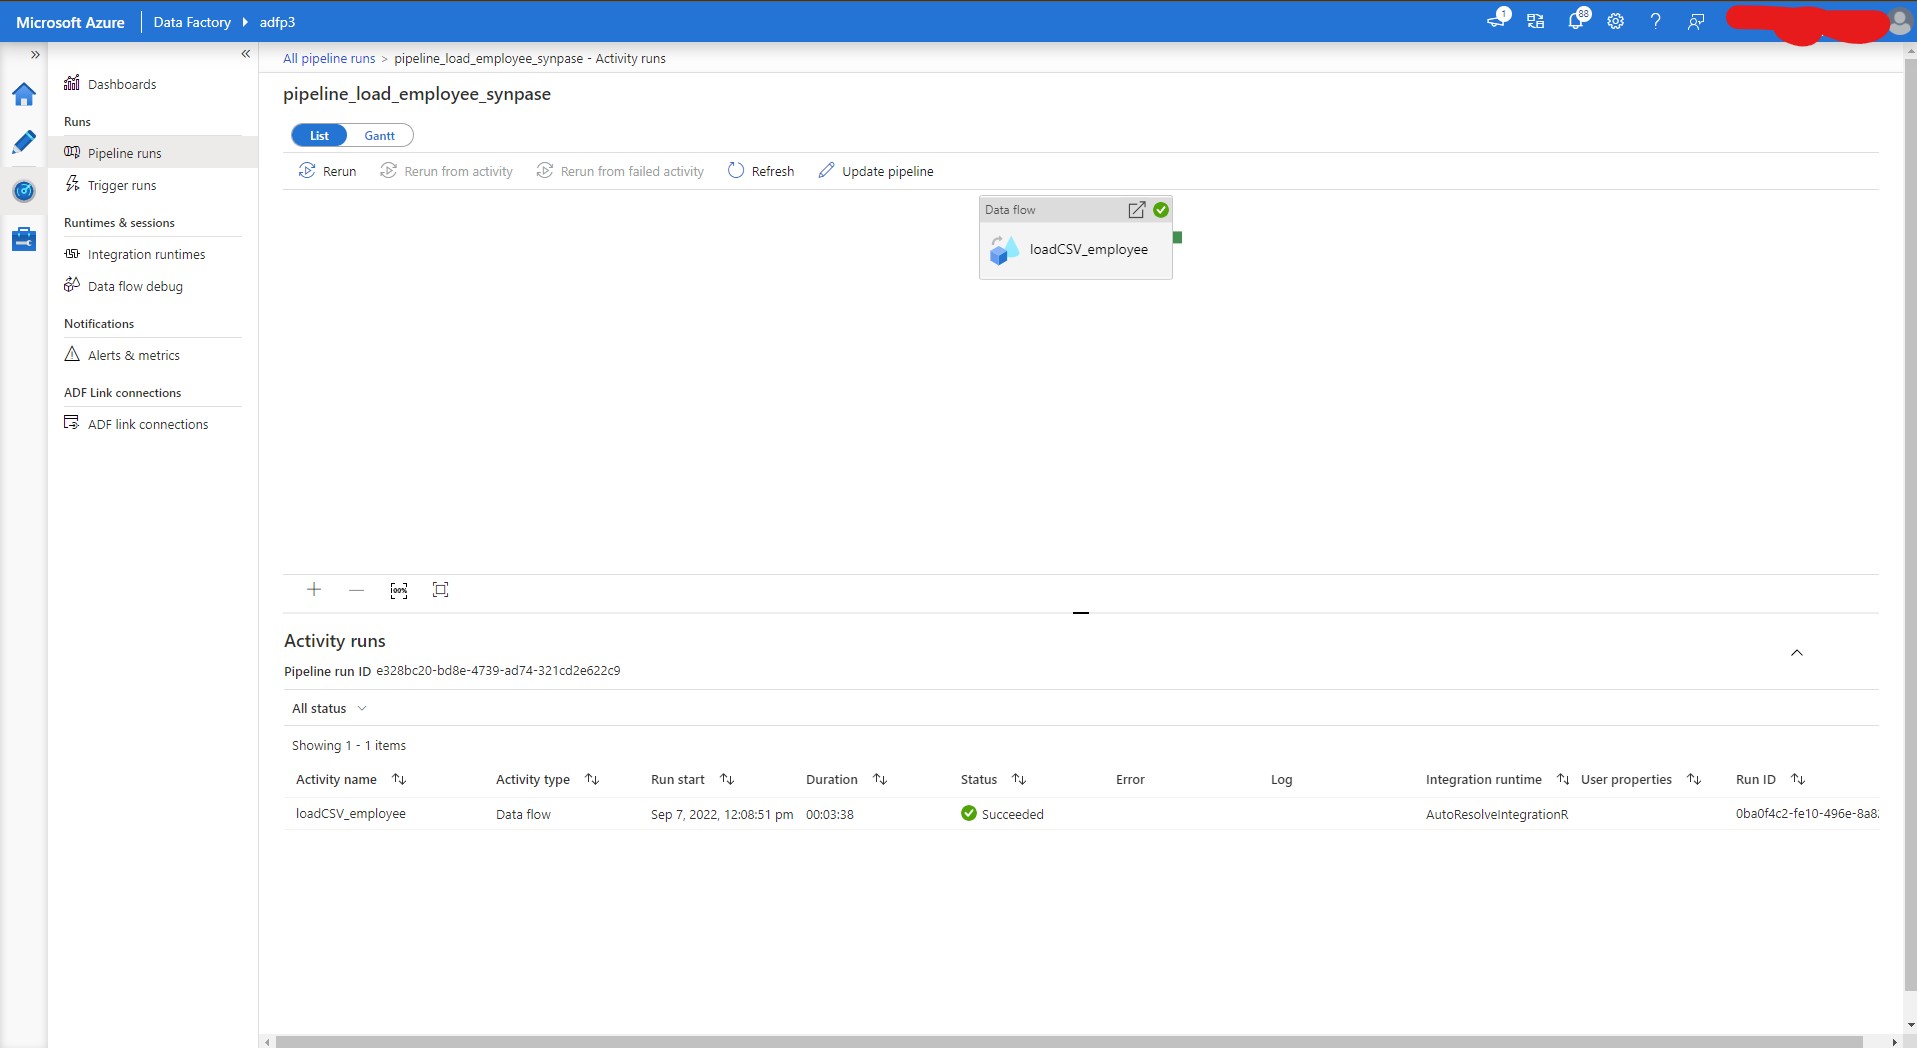 Microsoft Azure Data Factory adfp3 1 88
Dashboards
Runs
Pipeline runs
Trigger runs
Runtimes & sessions
Integration runtimes
Data flow debug
Notifications
Alerts & metrics
ADF Link connections
ADF link connections
All pipeline runs > pipeline_load_employee_synpase - Activity runs
pipeline_load_employee_synpase
List Gantt
Rerun Rerun from activity Rerun from failed activity Refresh Update pipeline
Data flow
loadCSV_employee
100%
Activity runs
Pipeline run ID e328bc20-bd8e-4739-ad74-321cd2e622c9
All status
Showing 1 - 1 items
Activity name Activity type Run start Duration Status Error Log Integration runtime User properties Run ID
loadCSV_employee Data flow Sep 7, 2022, 12:08:51 pm 00:03:38 Succeeded AutoResolveIntegrationR 0ba0f4c2-fe10-496e-8a8